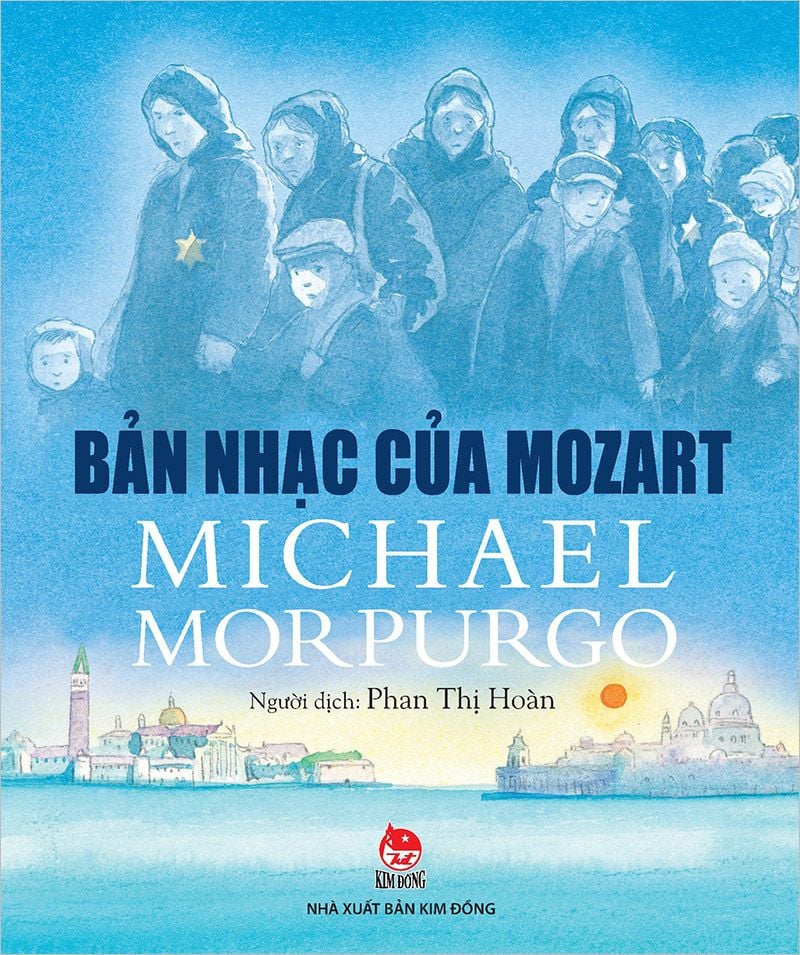 BẢN NHẠC CỦA MOZART
MICHAEL
MORPURGO
Người dịch: Phan Thị Hoàn
KIM ĐỒNG
NHÀ XUẤT BẢN KIM ĐỒNG